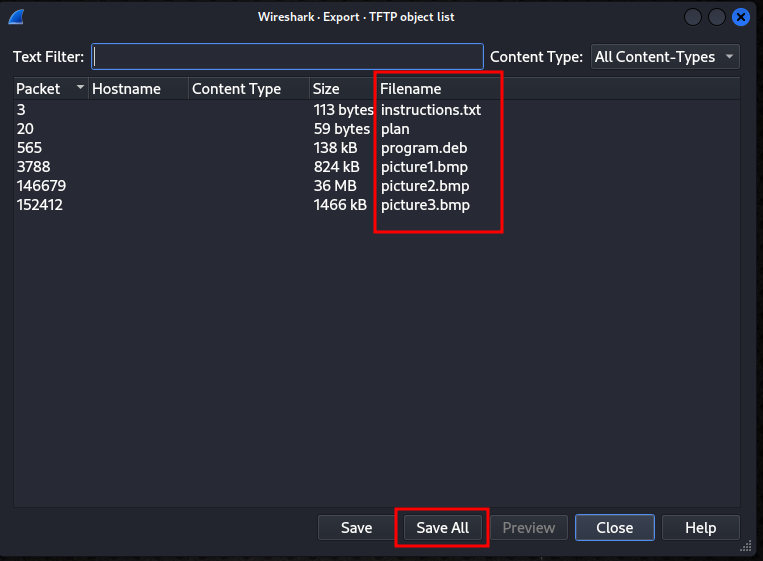 Wireshark · Export · TFTP object list
Text Filter: Content Type: All Content-Types
Packet Hostname Content Type Size Filename
3 113 bytes instructions.txt
20 59 bytes plan
565 138 kB program.deb
3788 824 kB picture1.bmp
146679 36 MB picture2.bmp
152412 1466 kB picture3.bmp
Save Save All Preview Close Help